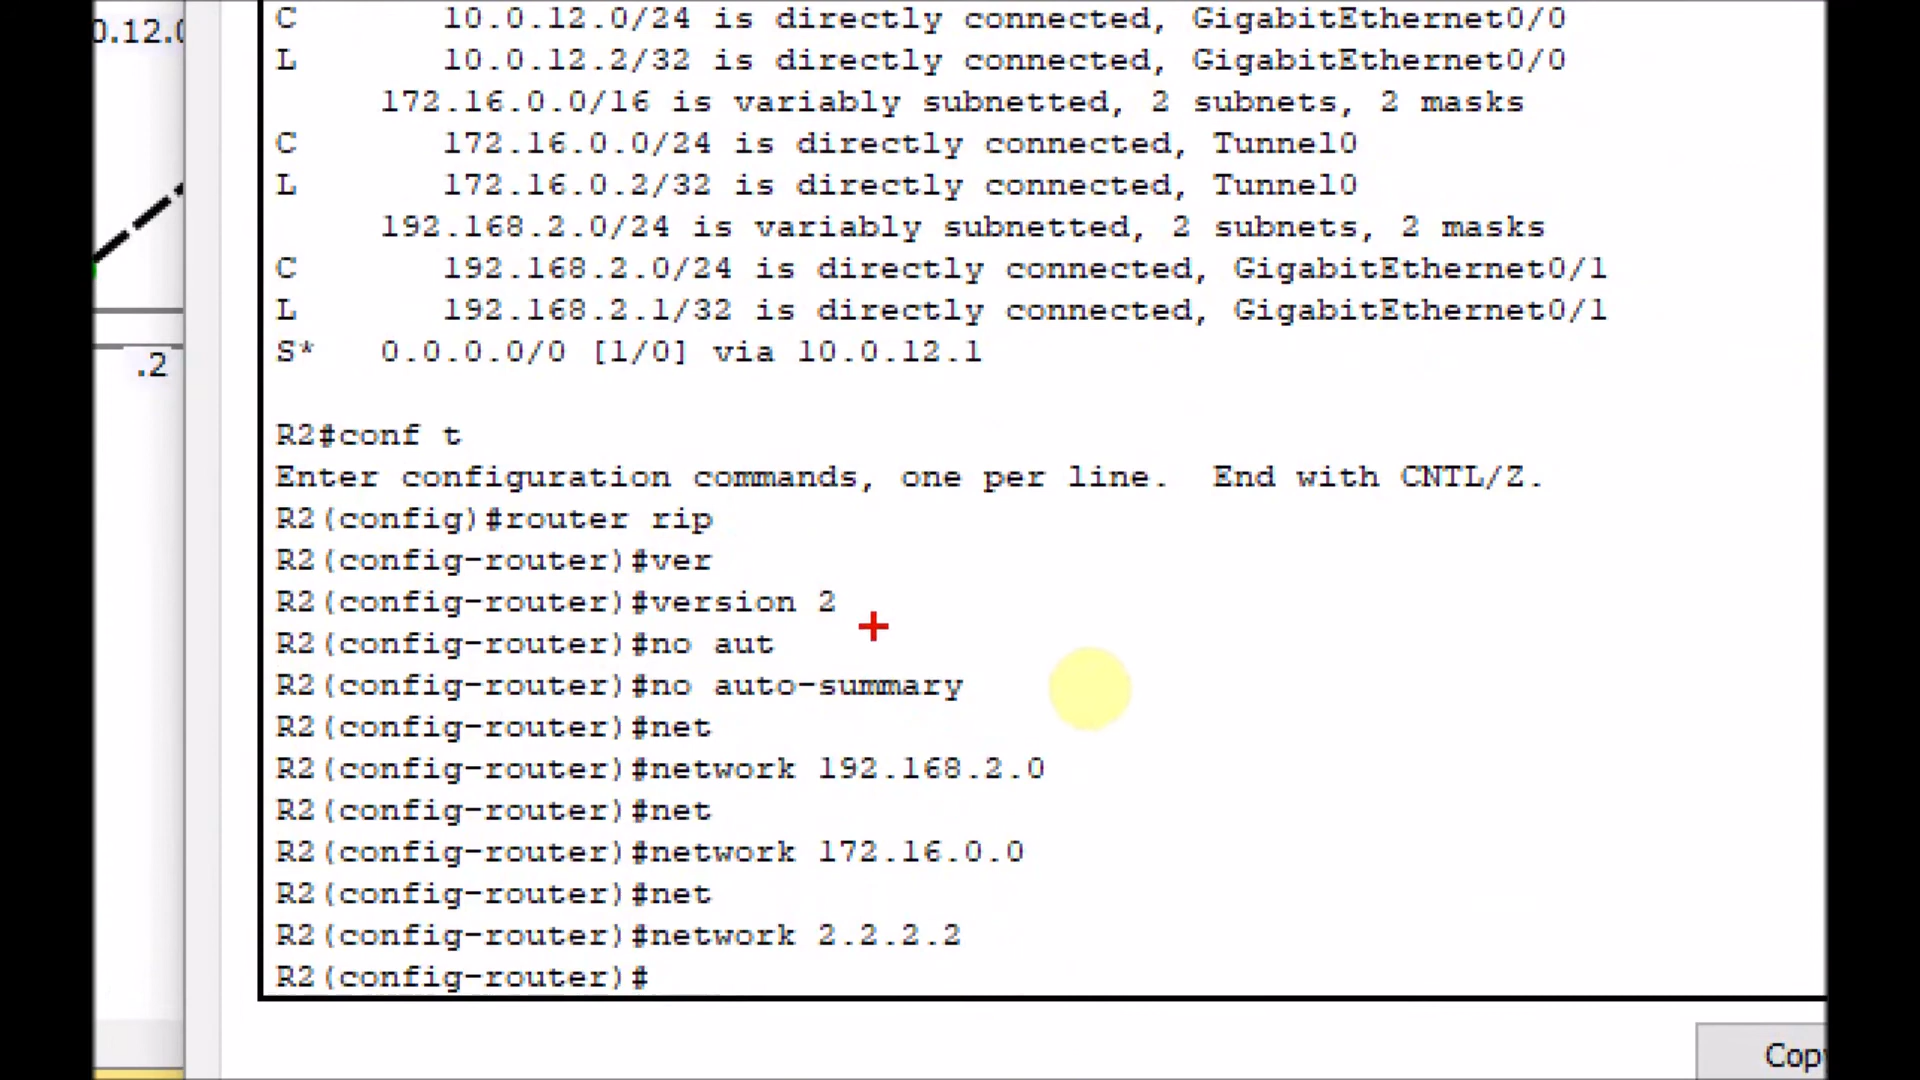 0.12.0
C 10.0.12.0/24 is directly connected, GigabitEthernet0/0
L 10.0.12.2/32 is directly connected, GigabitEthernet0/0
172.16.0.0/16 is variably subnetted, 2 subnets, 2 masks
C 172.16.0.0/24 is directly connected, Tunnel0
L 172.16.0.2/32 is directly connected, Tunnel0
192.168.2.0/24 is variably subnetted, 2 subnets, 2 masks
C 192.168.2.0/24 is directly connected, GigabitEthernet0/1
L 192.168.2.1/32 is directly connected, GigabitEthernet0/1
S* 0.0.0.0/0 [1/0] via 10.0.12.1
.2
R2#conf t
Enter configuration commands, one per line. End with CNTL/Z.
R2(config)#router rip
R2(config-router)#ver
R2(config-router)#version 2
R2(config-router)#no aut
R2(config-router)#no auto-summary
R2(config-router)#net
R2(config-router)#network 192.168.2.0
R2(config-router)#net
R2(config-router)#network 172.16.0.0
R2(config-router)#net
R2(config-router)#network 2.2.2.2
R2(config-router)#
Copy